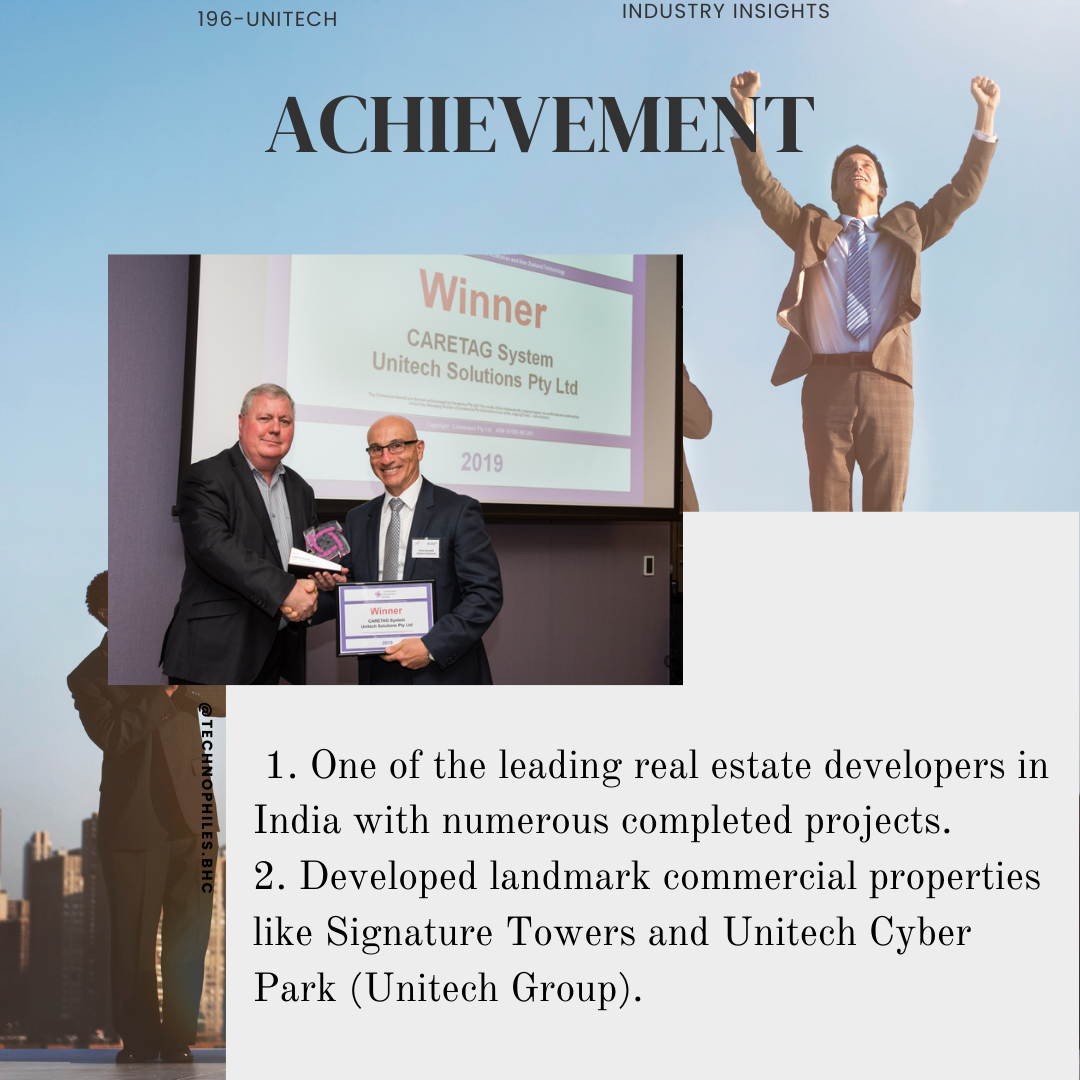 196-UNITECH
INDUSTRY INSIGHTS
ACHIEVEMENT
Winner
CARETAG System
Unitech Solutions Pty Ltd
2019
Winner
CARETAG System
Unitech Solutions Pty Ltd
2019
@TECHNOPHILES.BHC
1. One of the leading real estate developers in
India with numerous completed projects.
2. Developed landmark commercial properties
like Signature Towers and Unitech Cyber
Park (Unitech Group).